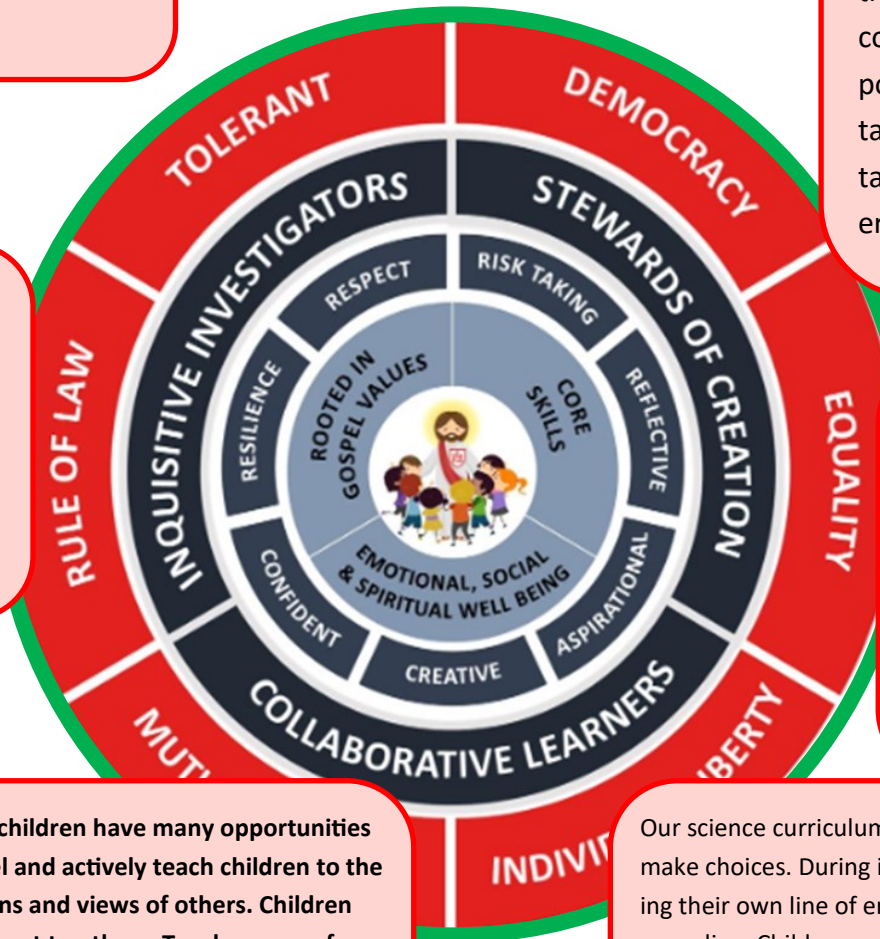 TOLERANT
DEMOCRACY
EQUALITY
RULE OF LAW
INQUISITIVE INVESTIGATORS
STEWARDS OF CREATION
COLLABORATIVE LEARNERS
RESPECT
RISK TAKING
REFLECTIVE
ASPIRATIONAL
CREATIVE
CONFIDENT
RESILIENCE
ROOTED IN
GOSPEL VALUES
CORE
SKILLS
EMOTIONAL, SOCIAL
& SPIRITUAL WELL BEING
children have many opportunities
and actively teach children to the
and views of others. Children
Our science curriculum
make choices. During
ing their own line of